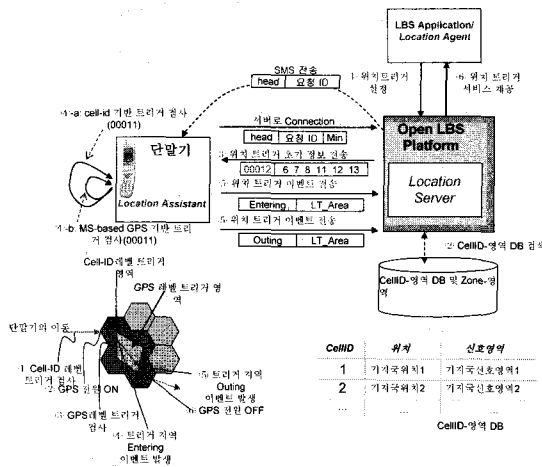 LBS Application/
Location Agent
SMS 전송
head 요청 ID
1: 위치트리거
설정
6: 위치 트리거
서비스 제공
4-a: cell-id 기반 트리거 검사
(00011)
단말기
Location Assistant
서버로 Connection
head 요청 ID Min
3: 위치 트리거 초기 정보 전송
00012 6 7 8 11 12 13
5: 위치 트리거 이벤트 전송
Entering LT_Area
5: 위치 트리거 이벤트 전송
Outing LT_Area
Open LBS
Platform
Location
Server
4-b: MS-based GPS 기반 트리
거 검사(00011)
2: CellID-영역 DB 검색
CellID-영역 DB 및 Zone-영
역
Cell-ID레벨 트리거
영역
GPS 레벨 트리거 영
역
단말기의 이동
1: Cell-ID 레벨
트리거 검사
2: GPS 전원 ON
3: GPS레벨 트리거
검사
4: 트리거 지역
Entering
이벤트 발생
5: 트리거 지역
Outing
이벤트 발생
6: GPS 전원 OFF
CellID 위치 신호영역
1 기지국위치1 기지국신호영역1
2 기지국위치2 기지국신호영역2
... ... ...
CellID-영역 DB